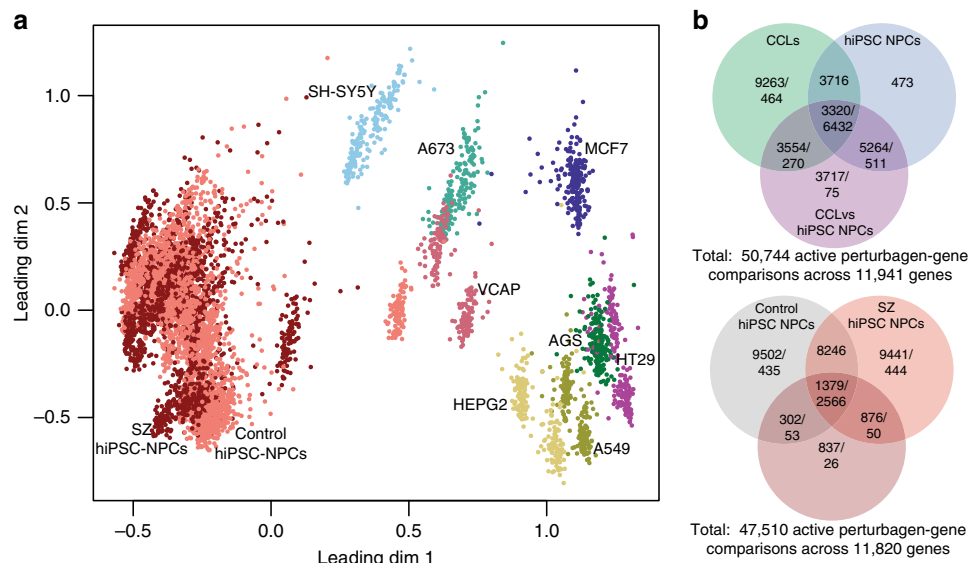 a
SH-SY5Y
A673
MCF7
VCAP
AGS
HT29
HEPG2
A549
SZ
hiPSC-NPCs
Control
hiPSC-NPCs
1.0
0.5
0.0
−0.5
Leading dim 2
−0.5
0.0
0.5
1.0
Leading dim 1
b
CCLs
hiPSC NPCs
9263/
464
3716
473
3320/
6432
3554/
270
5264/
511
3717/
75
CCLvs
hiPSC NPCs
Total: 50,744 active perturbagen-gene
comparisons across 11,941 genes
Control
hiPSC NPCs
SZ
hiPSC NPCs
9502/
435
8246
9441/
444
1379/
2566
302/
53
876/
50
837/
26
Total: 47,510 active perturbagen-gene
comparisons across 11,820 genes